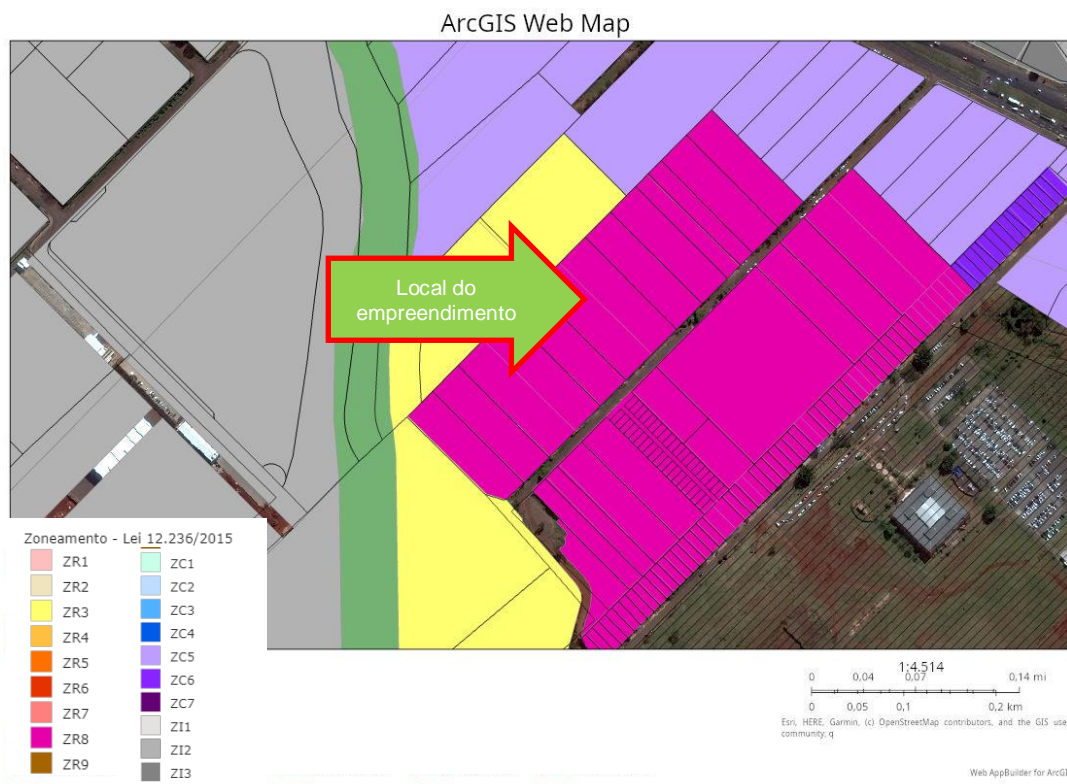 ArcGIS Web Map
Local do
empreendimento
Zoneamento - Lei 12.236/2015
ZR1
ZR2
ZR3
ZR4
ZR5
ZR6
ZR7
ZR8
ZR9
ZC1
ZC2
ZC3
ZC4
ZC5
ZC6
ZC7
ZI1
ZI2
ZI3
1:4.514
0 0,04 0,07 0,14 mi
0 0,05 0,1 0,2 km
Esri, HERE, Garmin, (c) OpenStreetMap contributors, and the GIS use
community, q
Web AppBuilder for ArcGI